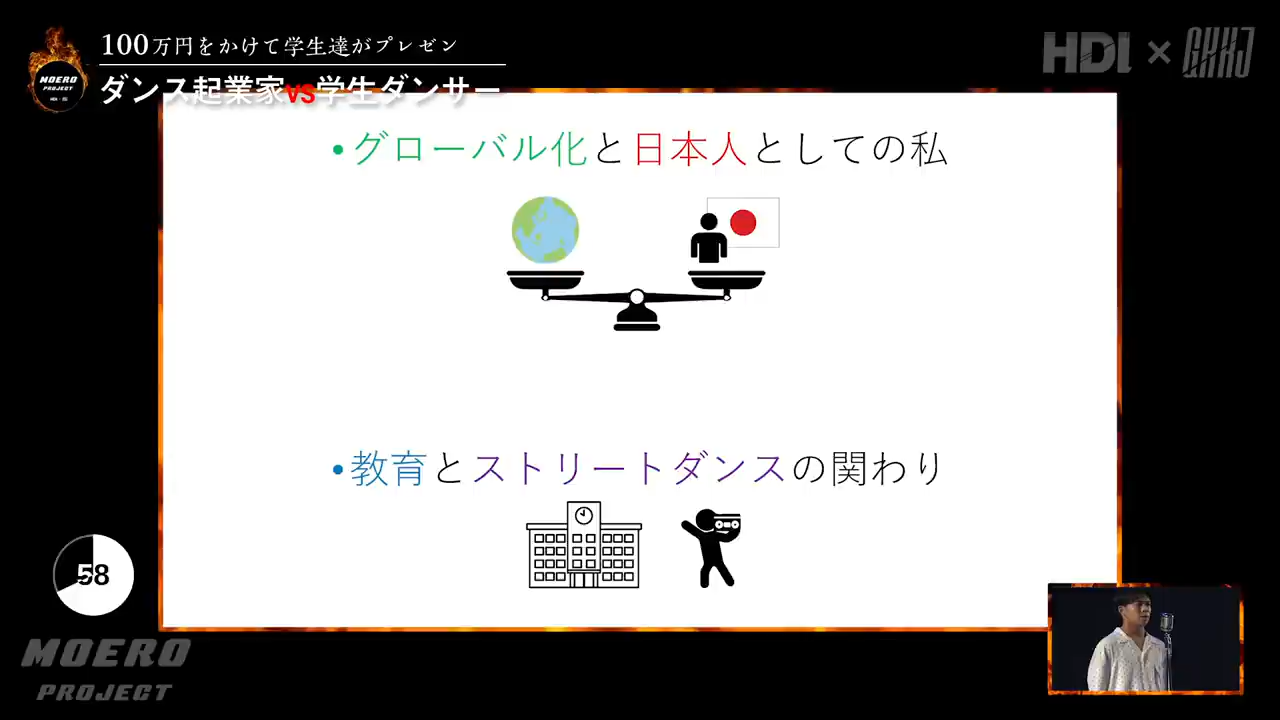 100万円をかけて学生達がプレゼン
ダンス起業家vs学生ダンサー
MOERO
PROJECT
HDI × GKKJ
•グローバル化と日本人としての私
•教育とストリートダンスの関わり
58
MOERO
PROJECT